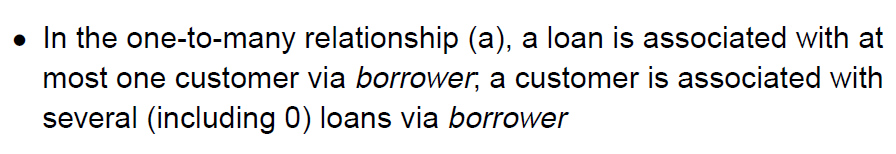 • In the one-to-many relationship (a), a loan is associated with at
most one customer via borrower; a customer is associated with
several (including 0) loans via borrower